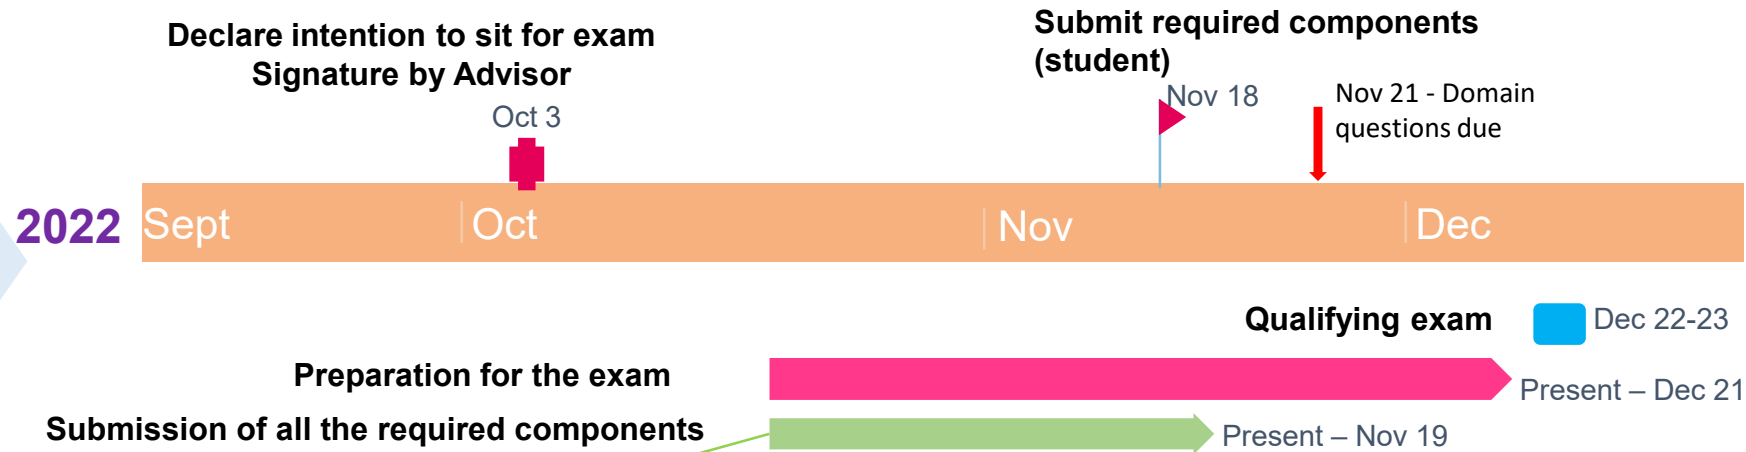 Declare intention to sit for exam
Signature by Advisor
Oct 3
Submit required components
(student)
Nov 18
Nov 21 - Domain
questions due
2022
Sept
Oct
Nov
Dec
Qualifying exam
Dec 22-23
Preparation for the exam
Present – Dec 21
Submission of all the required components
Present – Nov 19